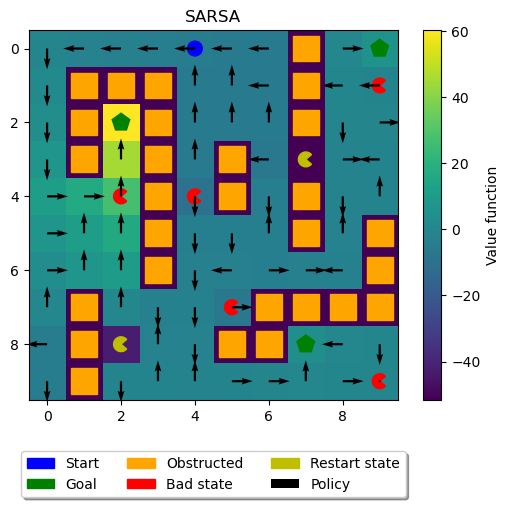 SARSA
0
2
4
6
8
0
2
4
6
8
60
40
20
0
−20
−40
Value function
Start
Obstructed
Restart state
Goal
Bad state
Policy